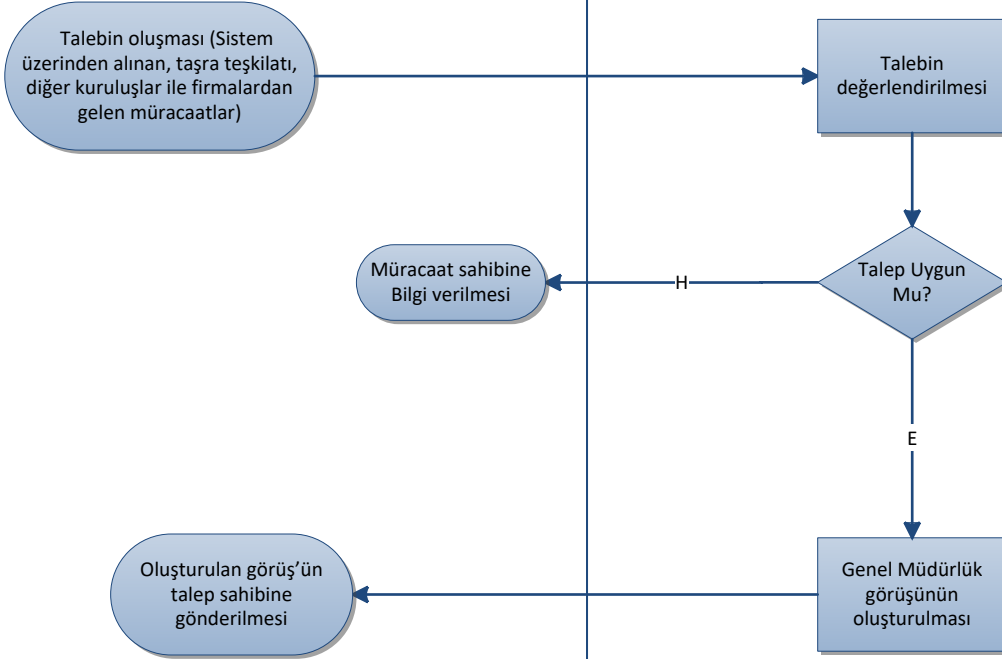 Talebin oluşması (Sistem
üzerinden alınan, taşra teşkilatı,
diğer kuruluşlar ile firmalardan
gelen müracaatlar)
Talebin
değerlendirilmesi
Talep Uygun
Mu?
H
Müracaat sahibine
Bilgi verilmesi
E
Genel Müdürlük
görüşünün
oluşturulması
Oluşturulan görüş’ün
talep sahibine
gönderilmesi